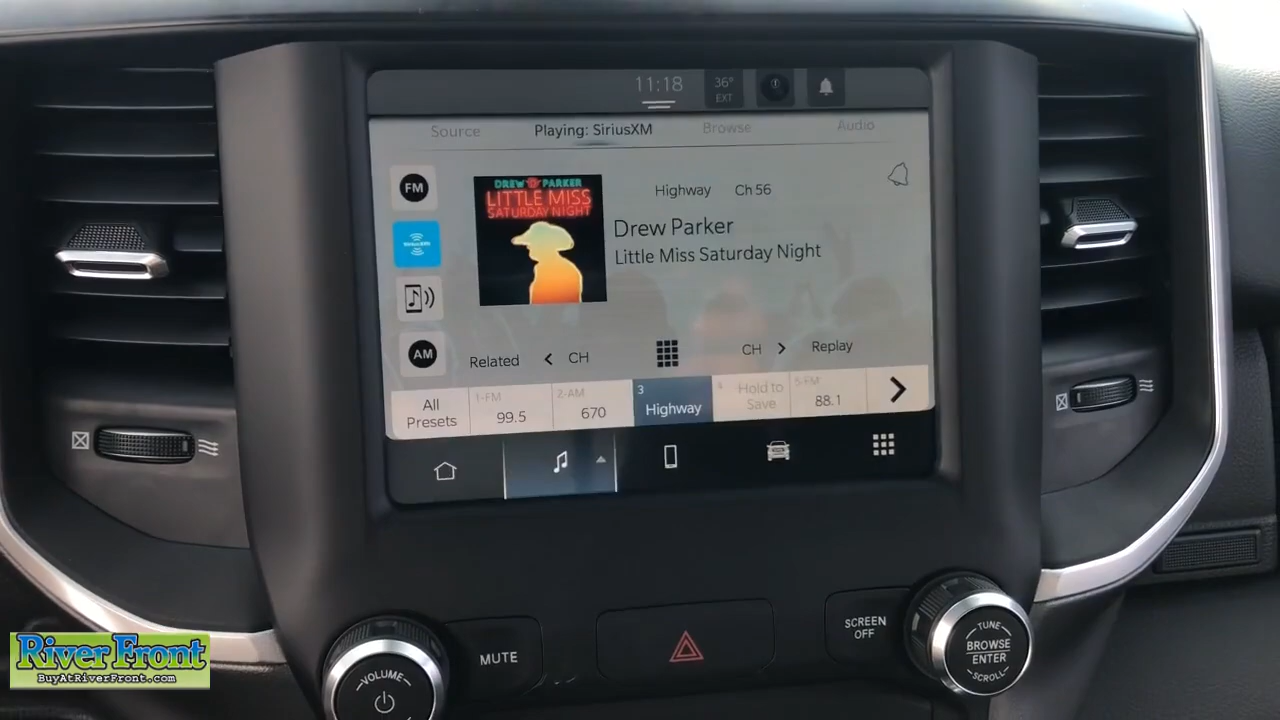 11:18
36°
EXT
Source
Playing: SiriusXM
Browse
Audio
FM
SiriusXM
AM
DREW PARKER
LITTLE MISS
SATURDAY NIGHT
Highway Ch 56
Drew Parker
Little Miss Saturday Night
Related
CH
CH
Replay
All
Presets
1-FM
99.5
2-AM
670
3
Highway
4
Hold to
Save
5-FM
88.1
VOLUME
MUTE
SCREEN
OFF
TUNE
BROWSE
ENTER
SCROLL
River Front
BuyAtRiverFront.com